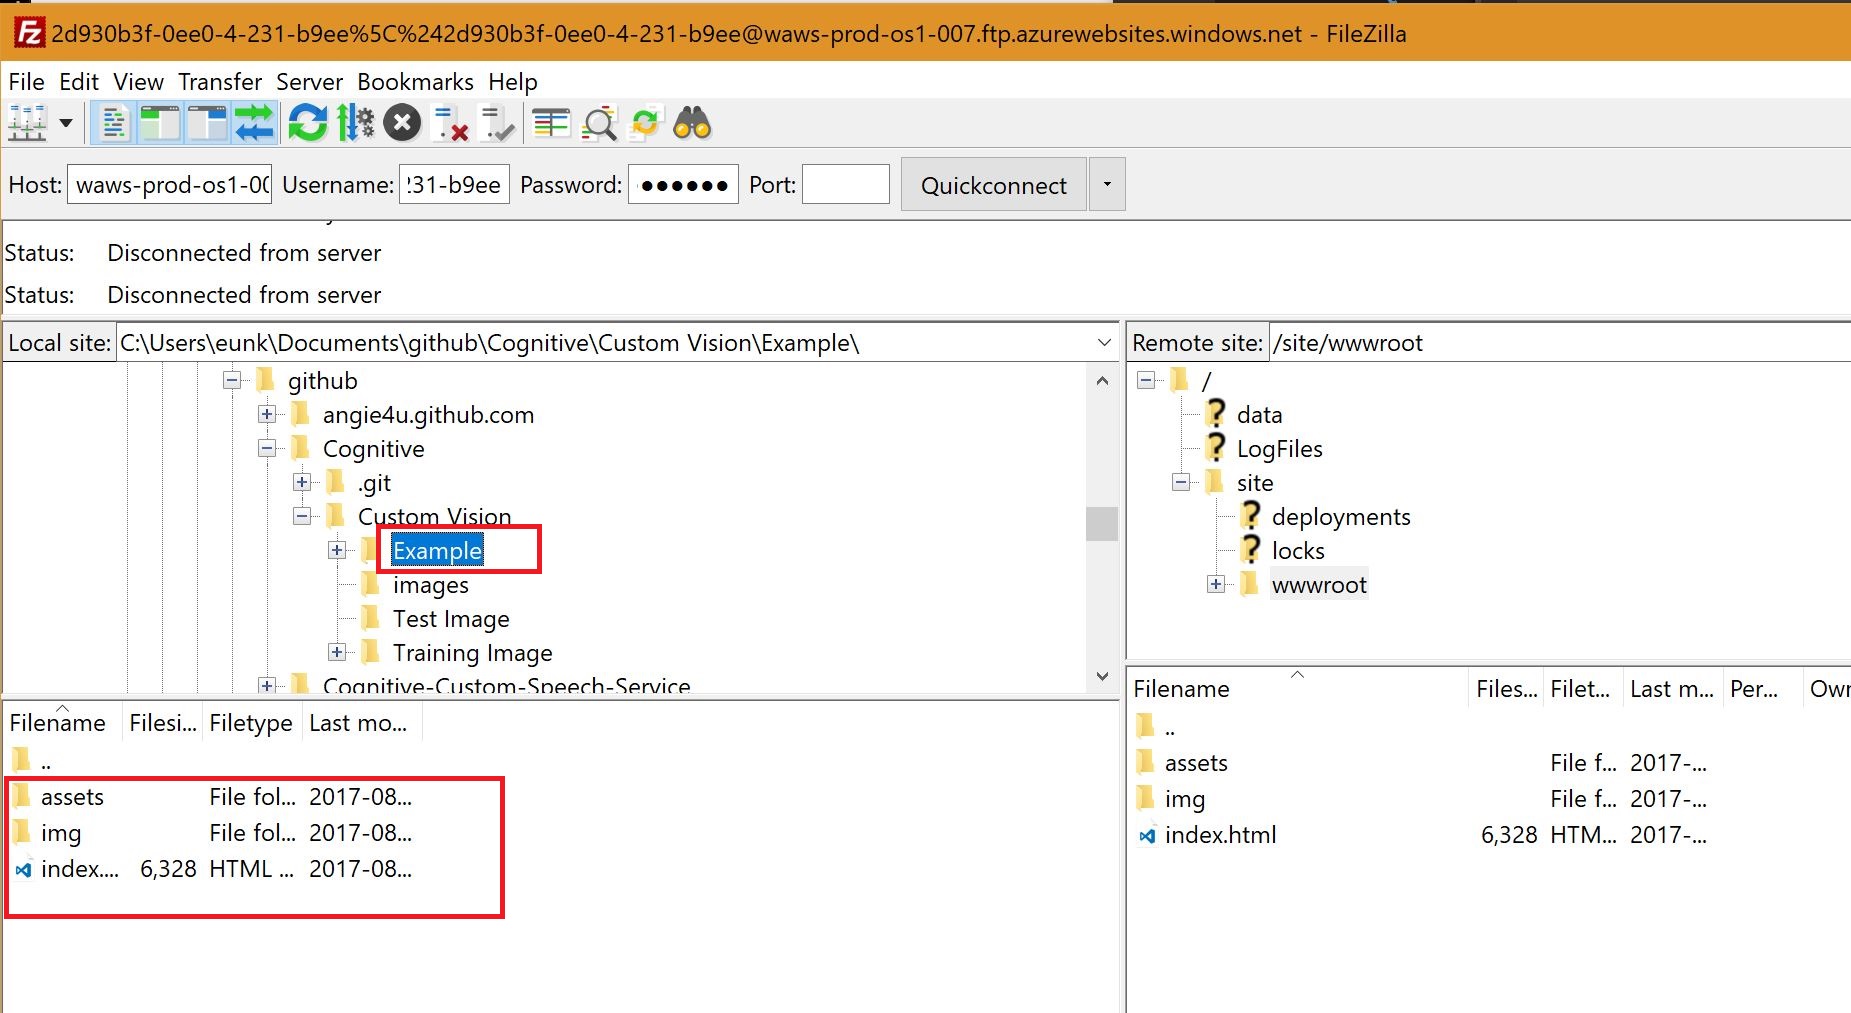 2d930b3f-0ee0-4-231-b9ee%5C%242d930b3f-0ee0-4-231-b9ee@waws-prod-os1-007.ftp.azurewebsites.windows.net - FileZilla
File Edit View Transfer Server Bookmarks Help
Host: waws-prod-os1-00 Username: 231-b9ee Password: ●●●●●● Port: Quickconnect
Status: Disconnected from server
Status: Disconnected from server
Local site: C:\Users\eunk\Documents\github\Cognitive\Custom Vision\Example\
github
angie4u.github.com
Cognitive
.git
Custom Vision
Example
images
Test Image
Training Image
Cognitive-Custom-Speech-Service
Filename Filesi... Filetype Last mo...
..
assets File fol... 2017-08...
img File fol... 2017-08...
index.... 6,328 HTML ... 2017-08...
Remote site: /site/wwwroot
/
data
LogFiles
site
deployments
locks
wwwroot
Filename Files... Filet... Last m... Per... Own
..
assets File f... 2017-...
img File f... 2017-...
index.html 6,328 HTM... 2017-...